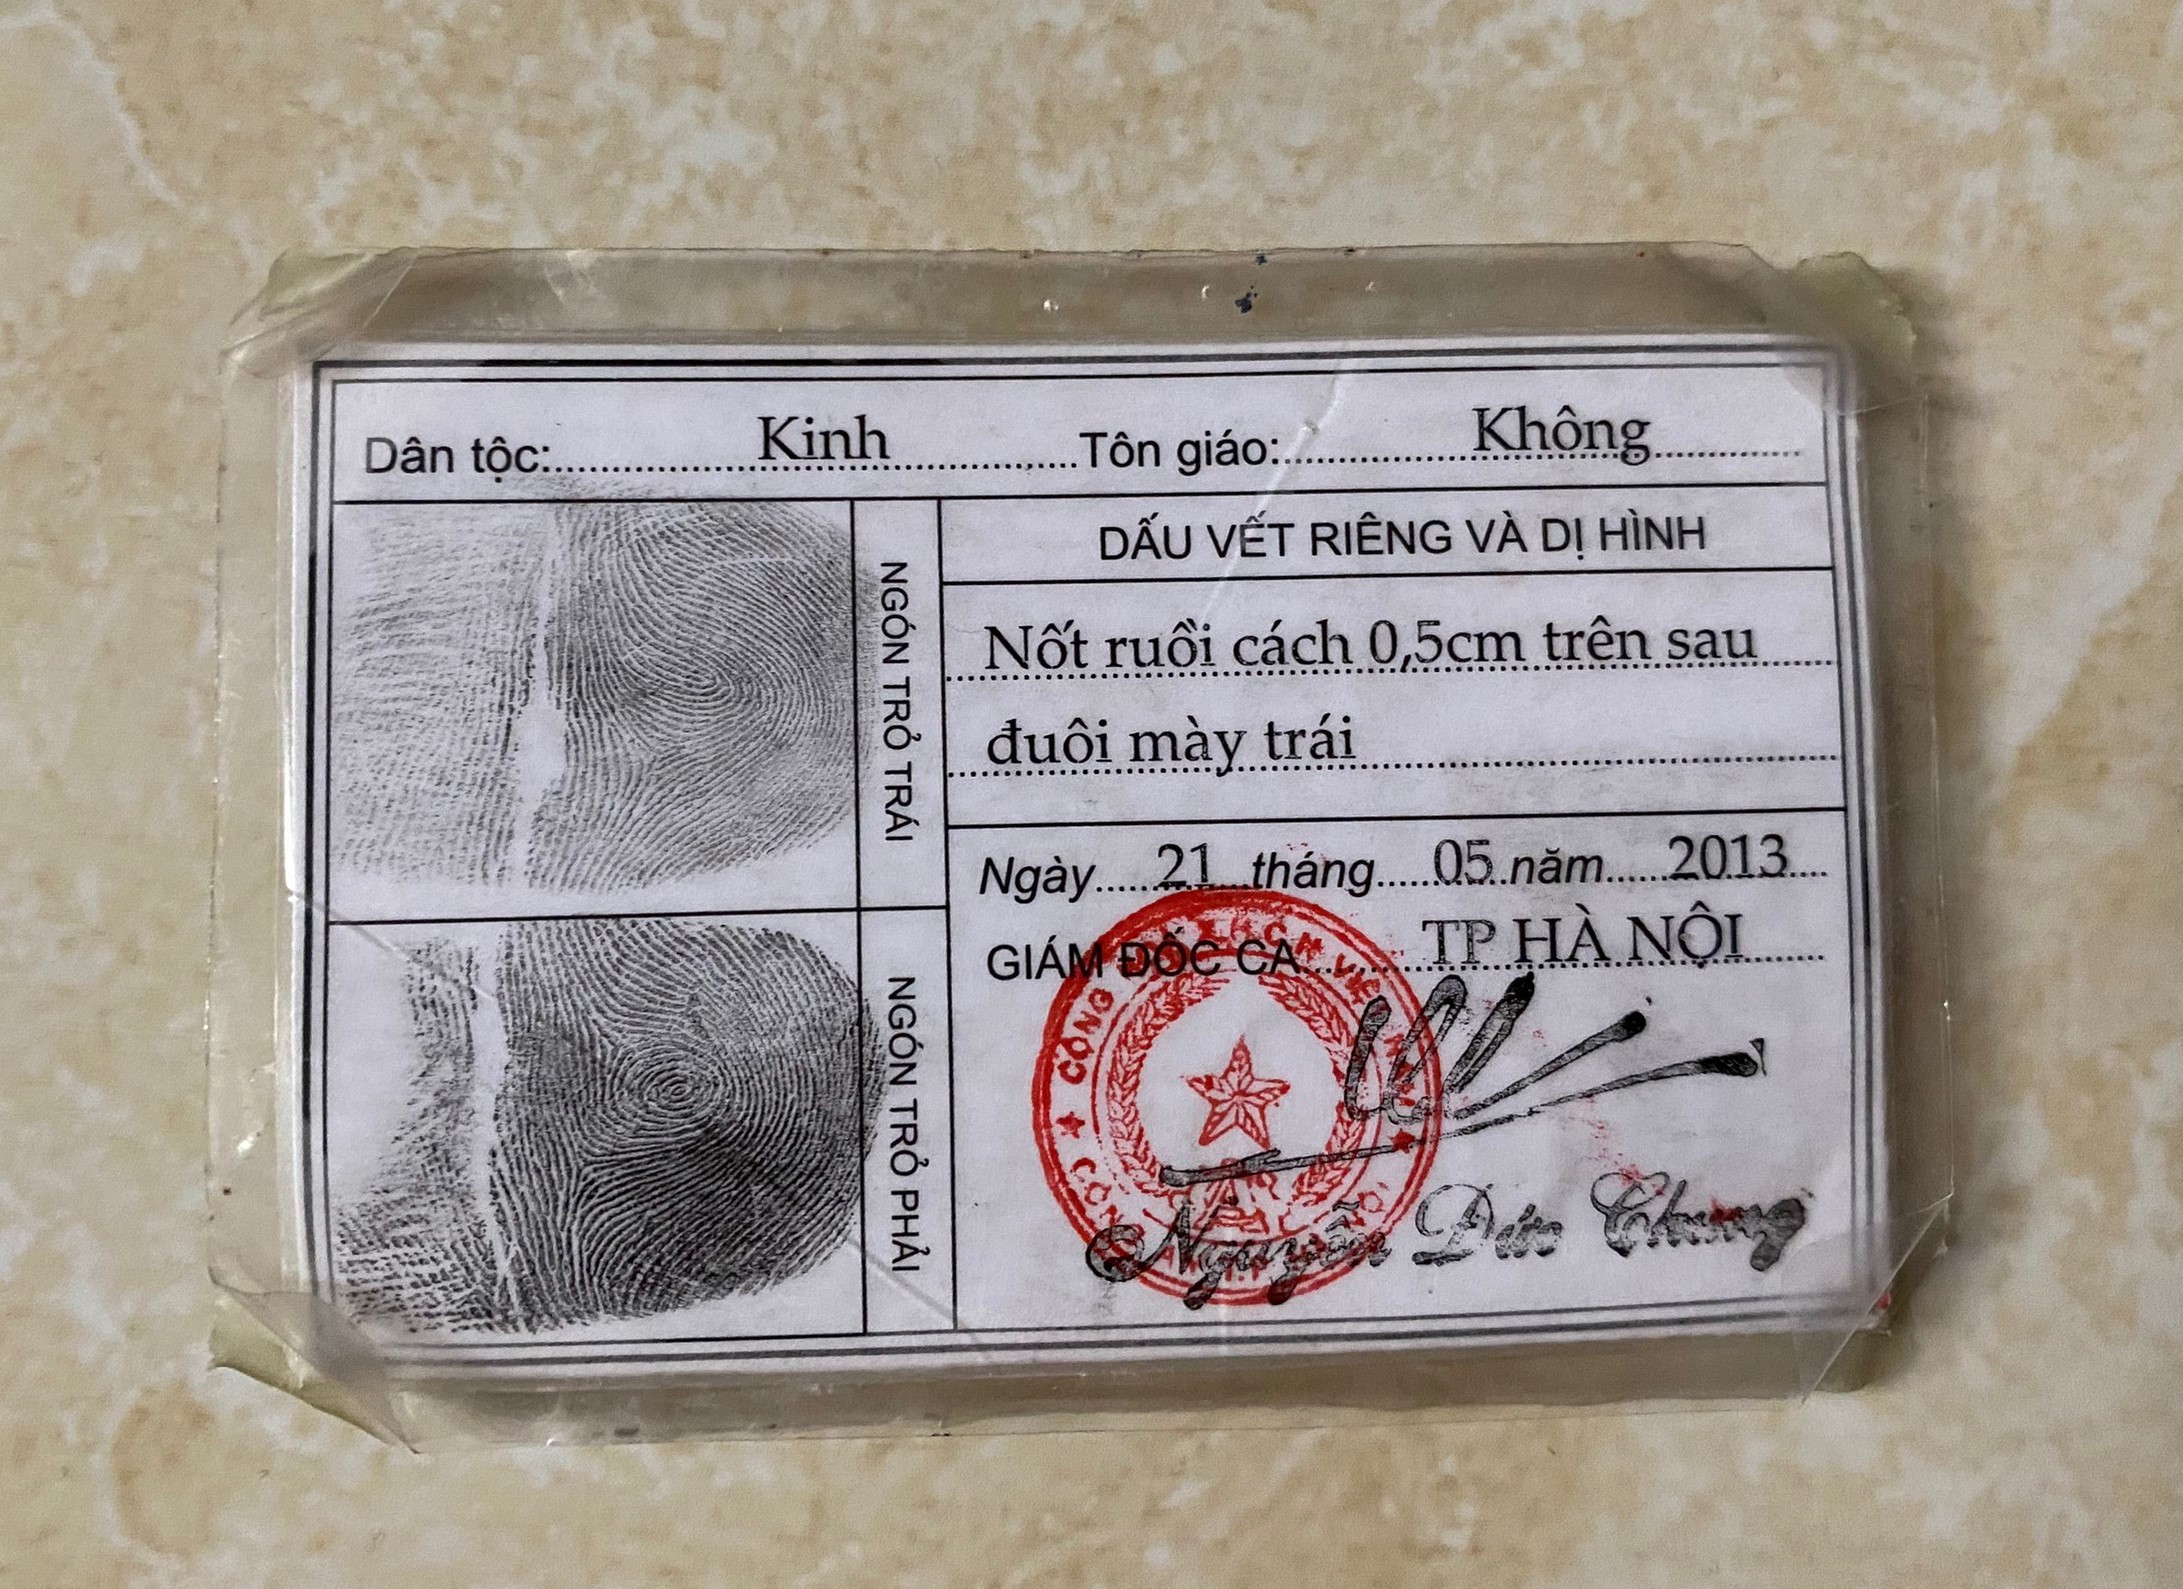 Dân tộc: Kinh Tôn giáo: Không
NGÓN TRỎ TRÁI
NGÓN TRỎ PHẢI
DẤU VẾT RIÊNG VÀ DỊ HÌNH
Nốt ruồi cách 0,5cm trên sau
đuôi mày trái
Ngày 21 tháng 05 năm 2013
GIÁM ĐỐC CA TP HÀ NỘI
CỘNG
Nguyễn Đức Chung